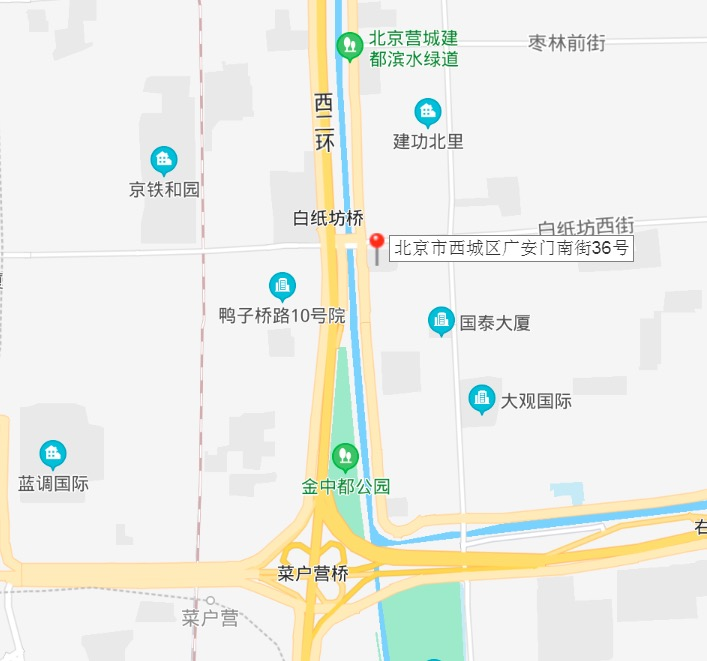 北京营城建
都滨水绿道
枣林前街
西二环
建功北里
京铁和园
白纸坊桥
白纸坊西街
北京市西城区广安门南街36号
鸭子桥路10号院
国泰大厦
大观国际
蓝调国际
金中都公园
右
菜户营桥
菜户营